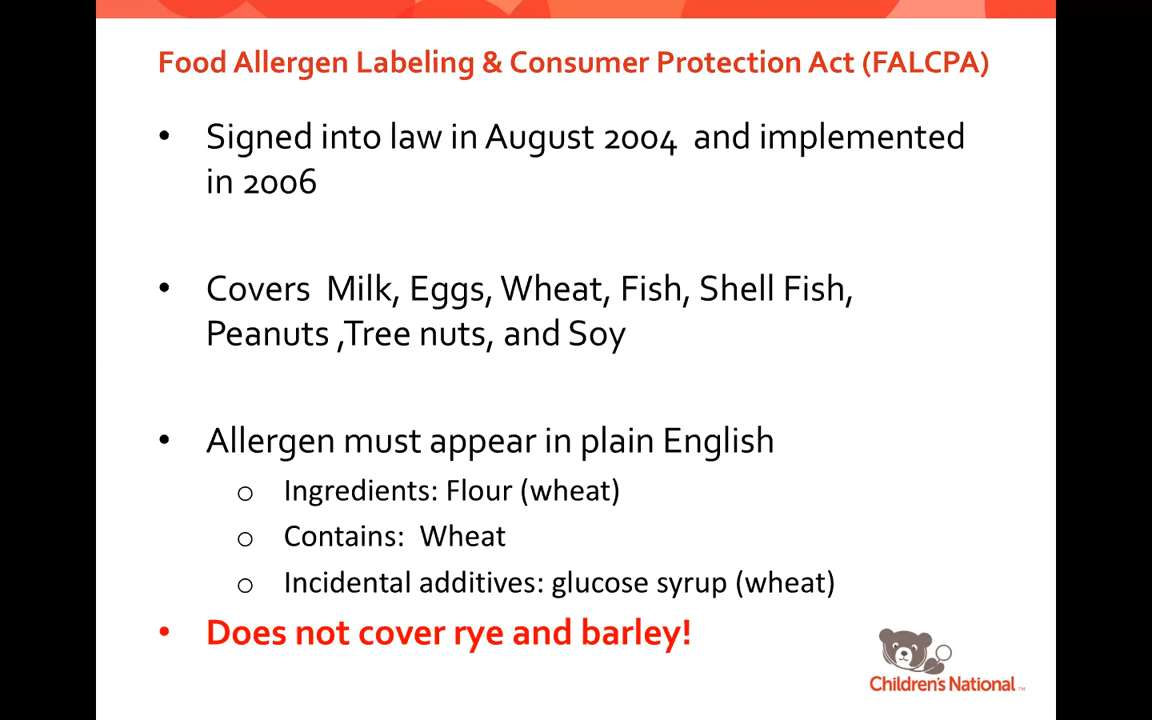 Food Allergen Labeling & Consumer Protection Act (FALCPA)
• Signed into law in August 2004 and implemented
in 2006
• Covers Milk, Eggs, Wheat, Fish, Shell Fish,
Peanuts ,Tree nuts, and Soy
• Allergen must appear in plain English
o Ingredients: Flour (wheat)
o Contains: Wheat
o Incidental additives: glucose syrup (wheat)
• Does not cover rye and barley!
Children's National ™